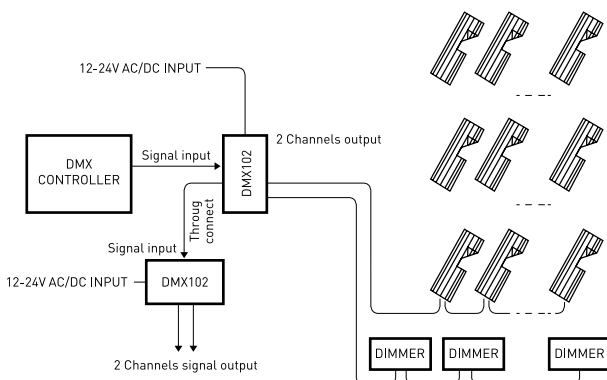 12-24V AC/DC INPUT
2 Channels output
DMX
CONTROLLER
Signal input
DMX102
Throug
connect
Signal input
12-24V AC/DC INPUT
DMX102
2 Channels signal output
DIMMER
DIMMER
DIMMER